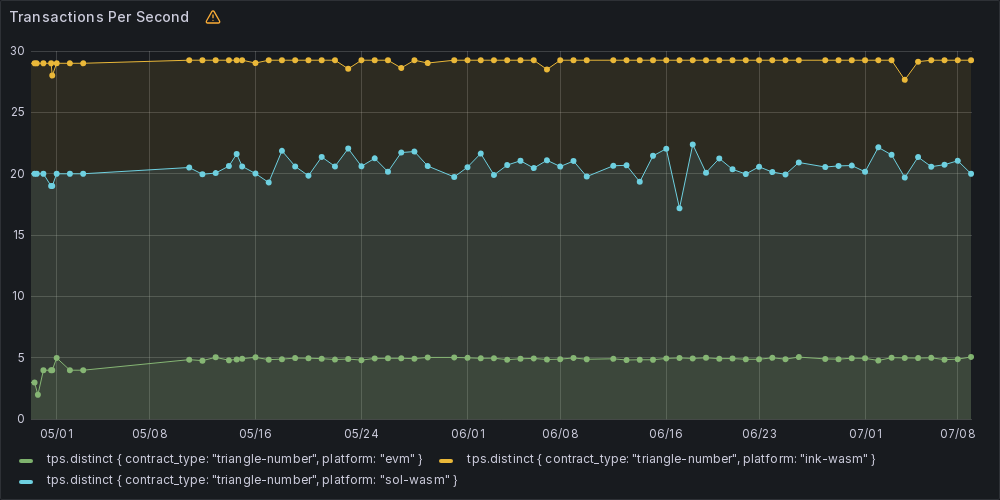 Transactions Per Second
30
25
20
15
10
5
0
05/01 05/08 05/16 05/24 06/01 06/08 06/16 06/23 07/01 07/08
tps.distinct { contract_type: "triangle-number", platform: "evm" } tps.distinct { contract_type: "triangle-number", platform: "ink-wasm" }
tps.distinct { contract_type: "triangle-number", platform: "sol-wasm" }